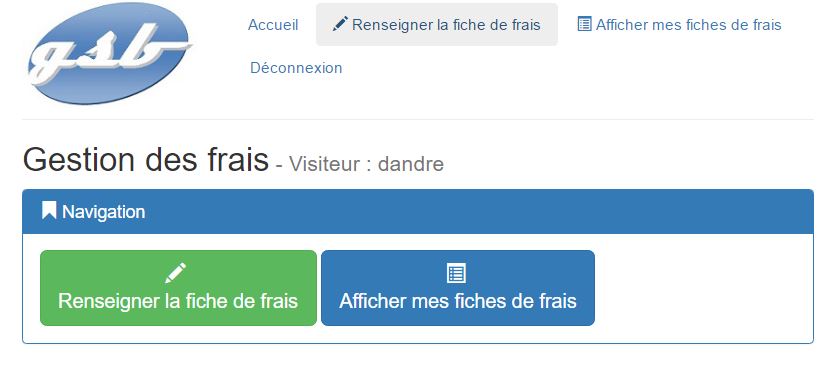 gsb
Accueil Renseigner la fiche de frais Afficher mes fiches de frais
Déconnexion
Gestion des frais - Visiteur : dandre
Navigation
Renseigner la fiche de frais Afficher mes fiches de frais